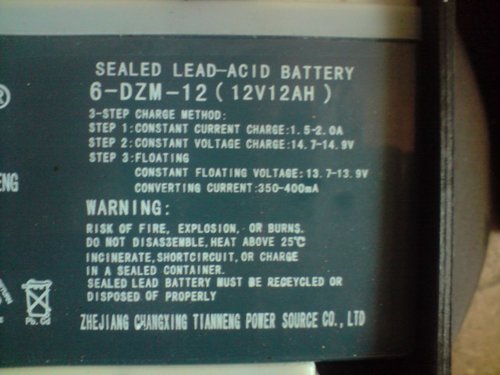 ®
SEALED LEAD-ACID BATTERY
6-DZM-12(12V12AH)
3-STEP CHARGE METHOD:
STEP 1:CONSTANT CURRENT CHARGE:1.5-2.0A
STEP 2:CONSTANT VOLTAGE CHARGE:14.7-14.9V
STEP 3:FLOATING
CONSTANT FLOATING VOLTAGE:13.7-13.9V
CONVERTING CURRENT:350-400mA
ENG
WARNING:
RISK OF FIRE, EXPLOSION, OR BURNS.
DO NOT DISASSEMBLE,HEAT ABOVE 25℃
INCINERATE,SHORTCIRCUIT, OR CHARGE
IN A SEALED CONTAINER.
SEALED LEAD BATTERY MUST BE RECEYCLED OR
DISPOSED OF PROPERLY
Pb. Cd
ZHEJIANG CHANGXING TIANNENG POWER SOURCE CO., LTD